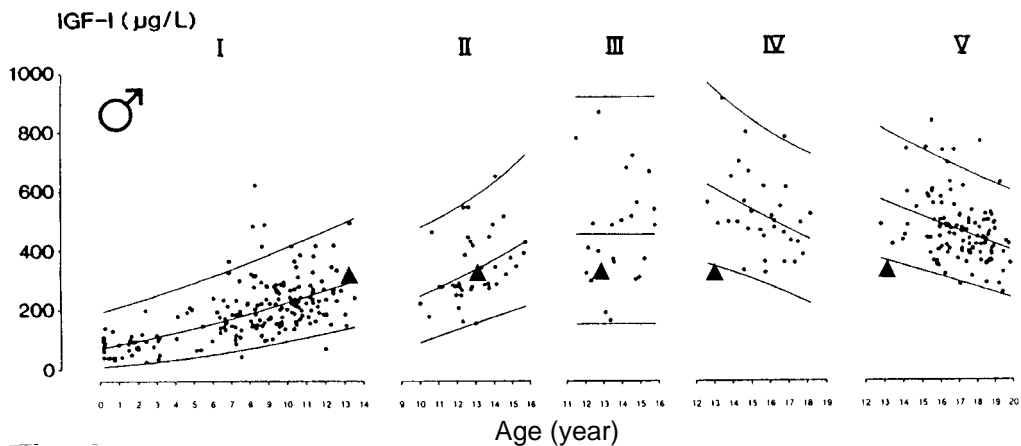 IGF-I (µg/L)
I II III IV V
1000
800
600
400
200
0
0 1 2 3 4 5 6 7 8 9 10 11 12 13 14 9 10 11 12 13 14 15 16 11 12 13 14 15 16 12 13 14 15 16 17 18 19 12 13 14 15 16 17 18 19 20
Age (year)